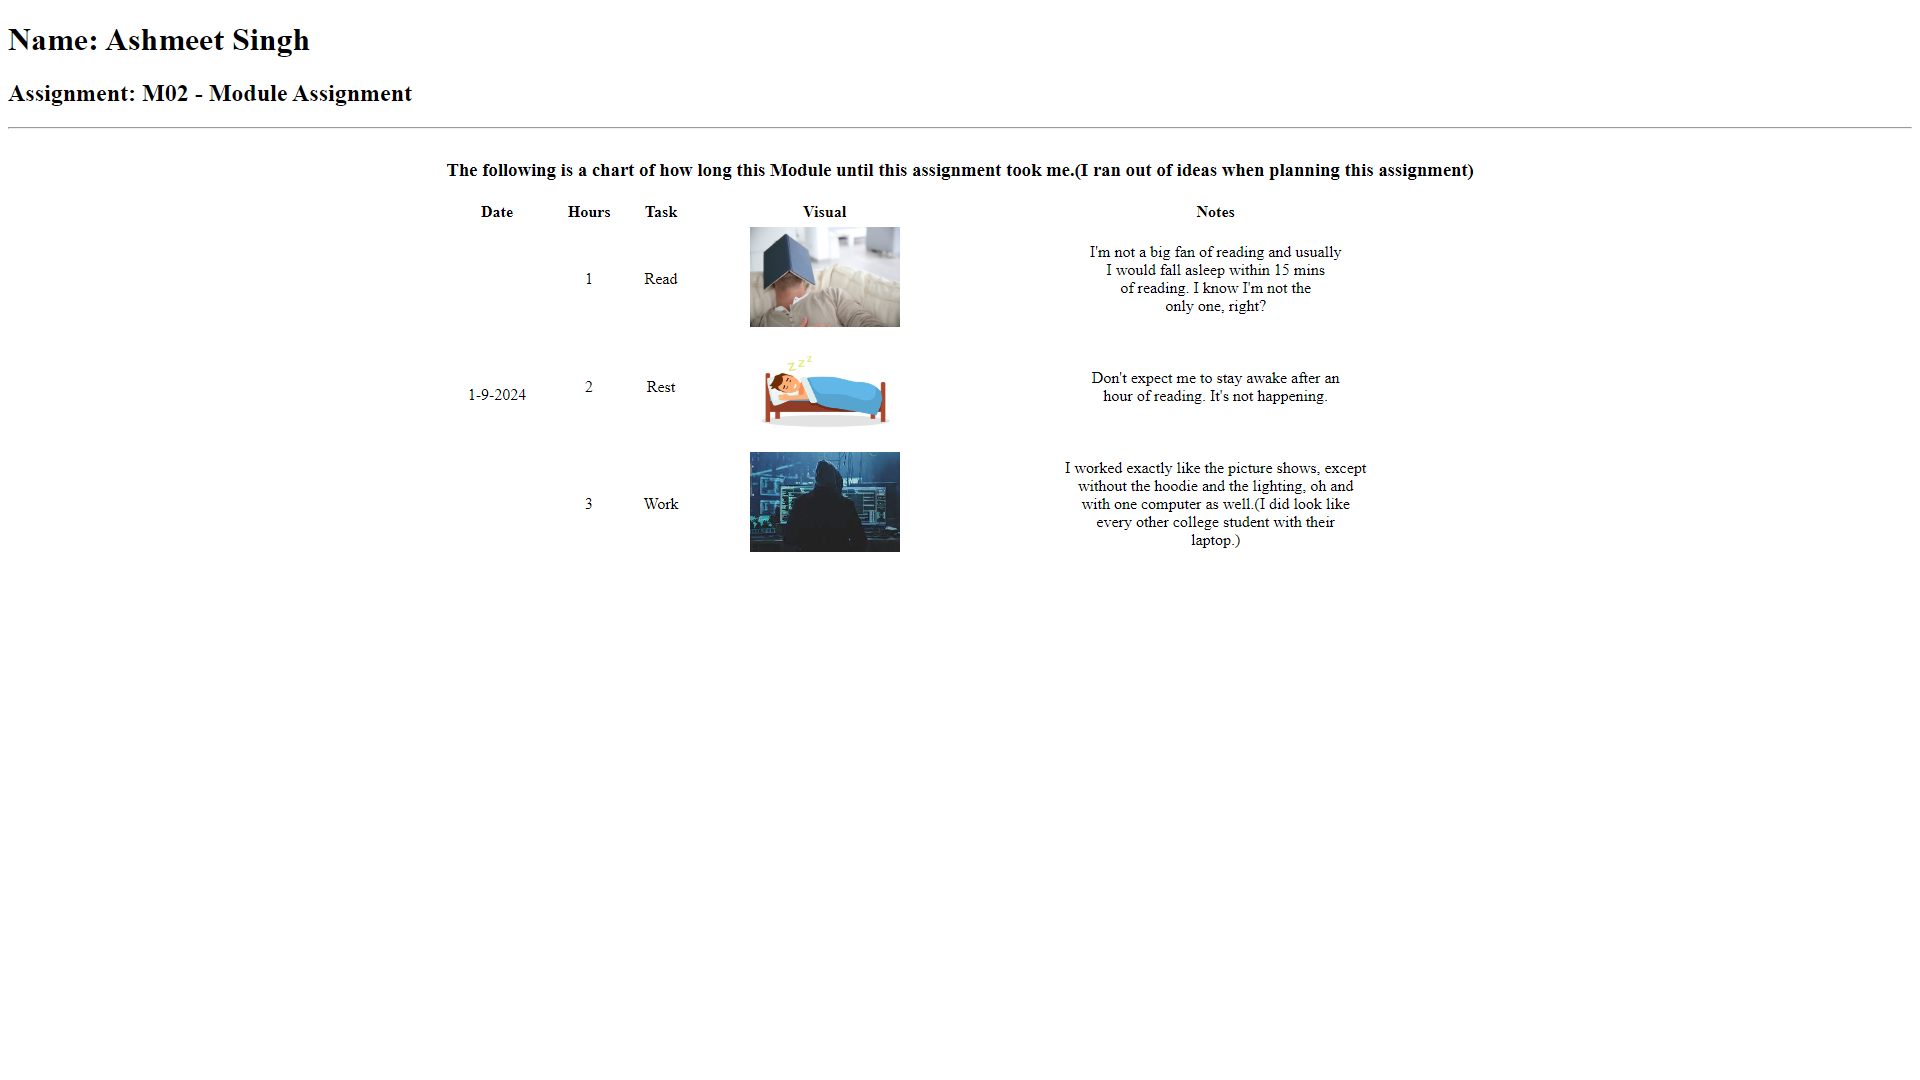 Name: Ashmeet Singh
Assignment: M02 - Module Assignment
The following is a chart of how long this Module until this assignment took me.(I ran out of ideas when planning this assignment)
Date Hours Task Visual Notes
1 Read
I'm not a big fan of reading and usually
I would fall asleep within 15 mins
of reading. I know I'm not the
only one, right?
1-9-2024
2 Rest
z z z
Don't expect me to stay awake after an
hour of reading. It's not happening.
3 Work
I worked exactly like the picture shows, except
without the hoodie and the lighting, oh and
with one computer as well.(I did look like
every other college student with their
laptop.)